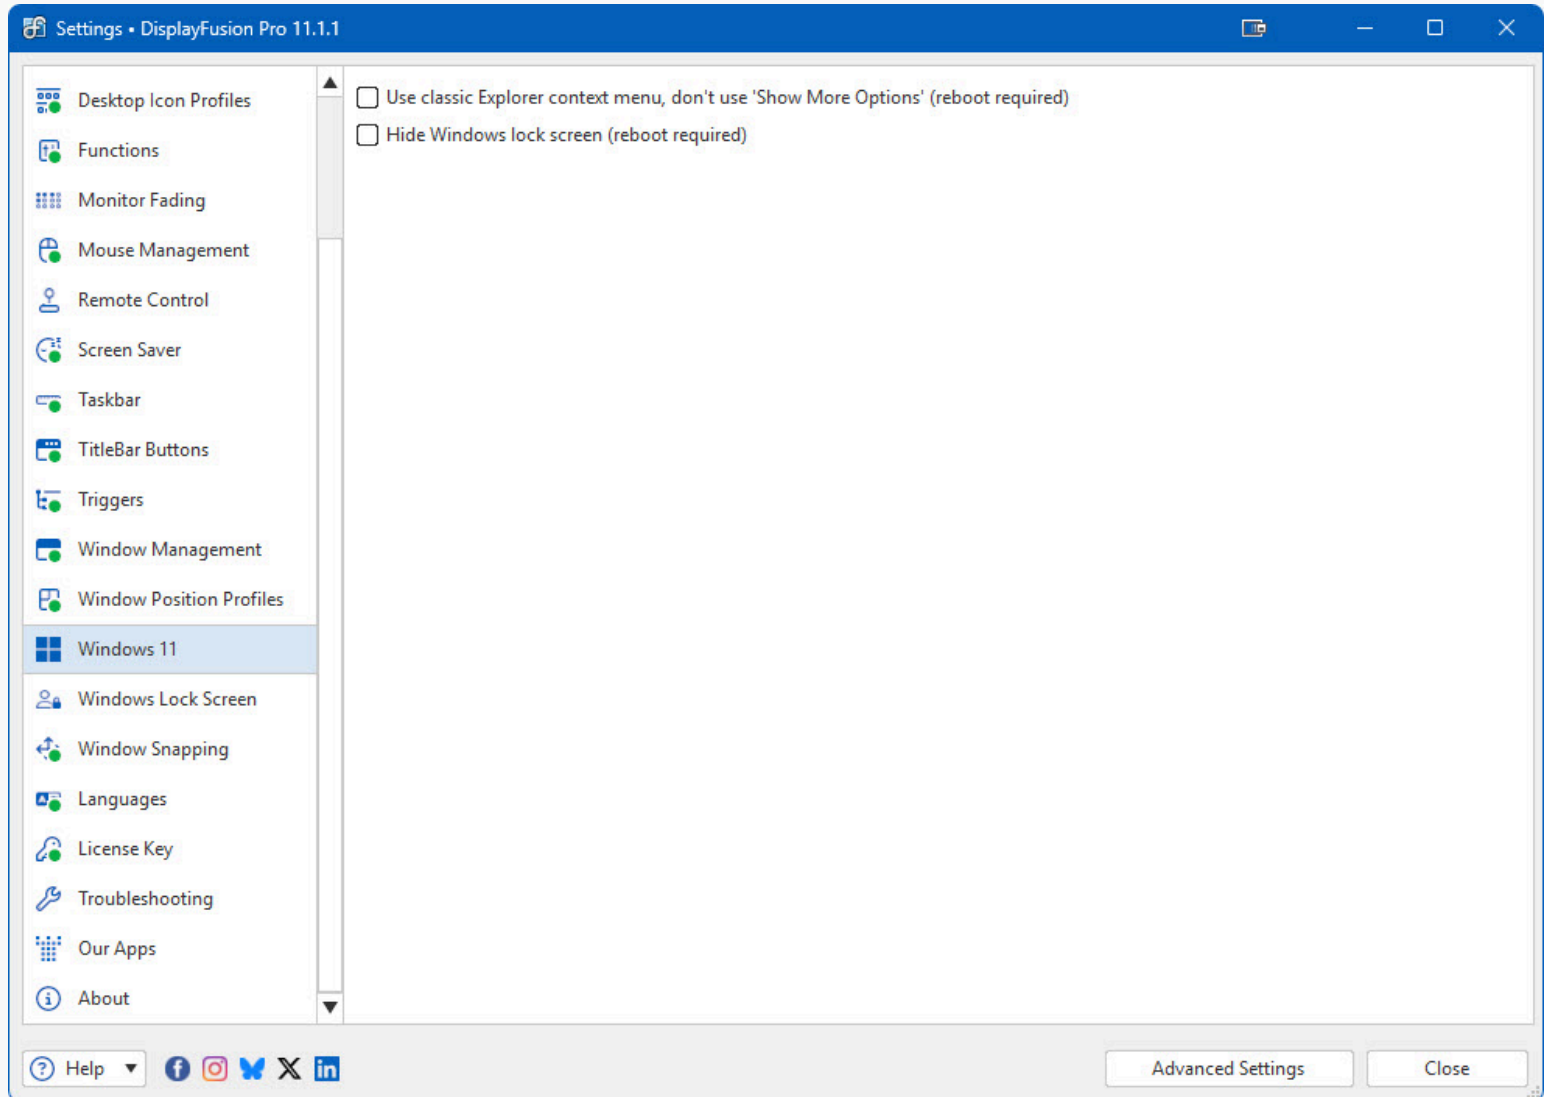 Settings • DisplayFusion Pro 11.1.1
Desktop Icon Profiles
Functions
Monitor Fading
Mouse Management
Remote Control
Screen Saver
Taskbar
TitleBar Buttons
Triggers
Window Management
Window Position Profiles
Windows 11
Windows Lock Screen
Window Snapping
Languages
License Key
Troubleshooting
Our Apps
About
Use classic Explorer context menu, don't use 'Show More Options' (reboot required)
Hide Windows lock screen (reboot required)
Help
Advanced Settings
Close